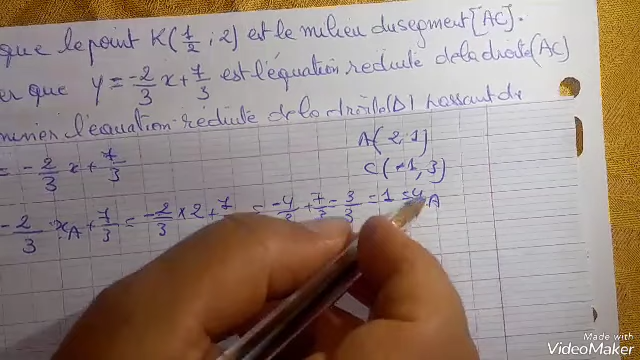 que le point K(1/2 ; 2) est le milieu du segment [AC].
er que y = -2/3 x + 7/3 est l'équation réduite de la droite (AC)
miner l'équation réduite de la droite (Δ) passant
A(2, 1)
= -2/3 x + 7/3
C(-1, 3)
-2/3 xA + 7/3 = -2/3 × 2 + 7 = -4/3 + 7/3 = 3/3 = 1 = yA
Made with
VideoMaker